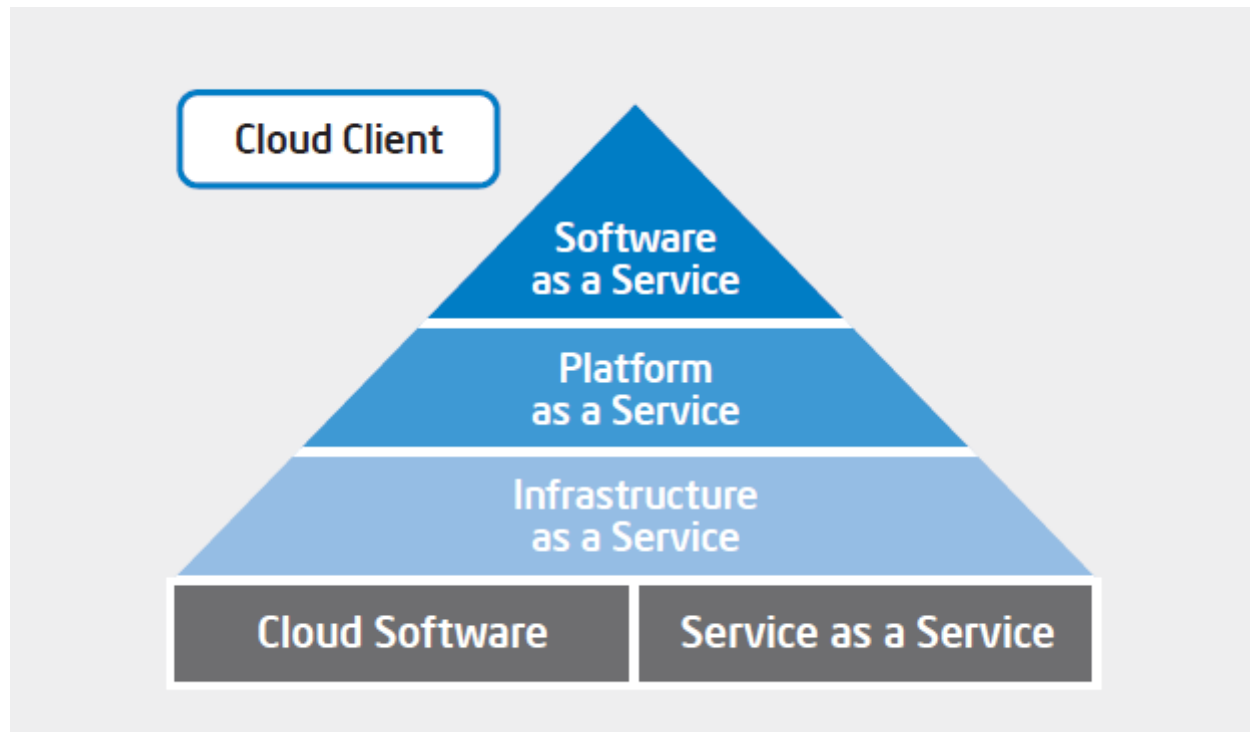 Cloud Client
Software
as a Service
Platform
as a Service
Infrastructure
as a Service
Cloud Software
Service as a Service